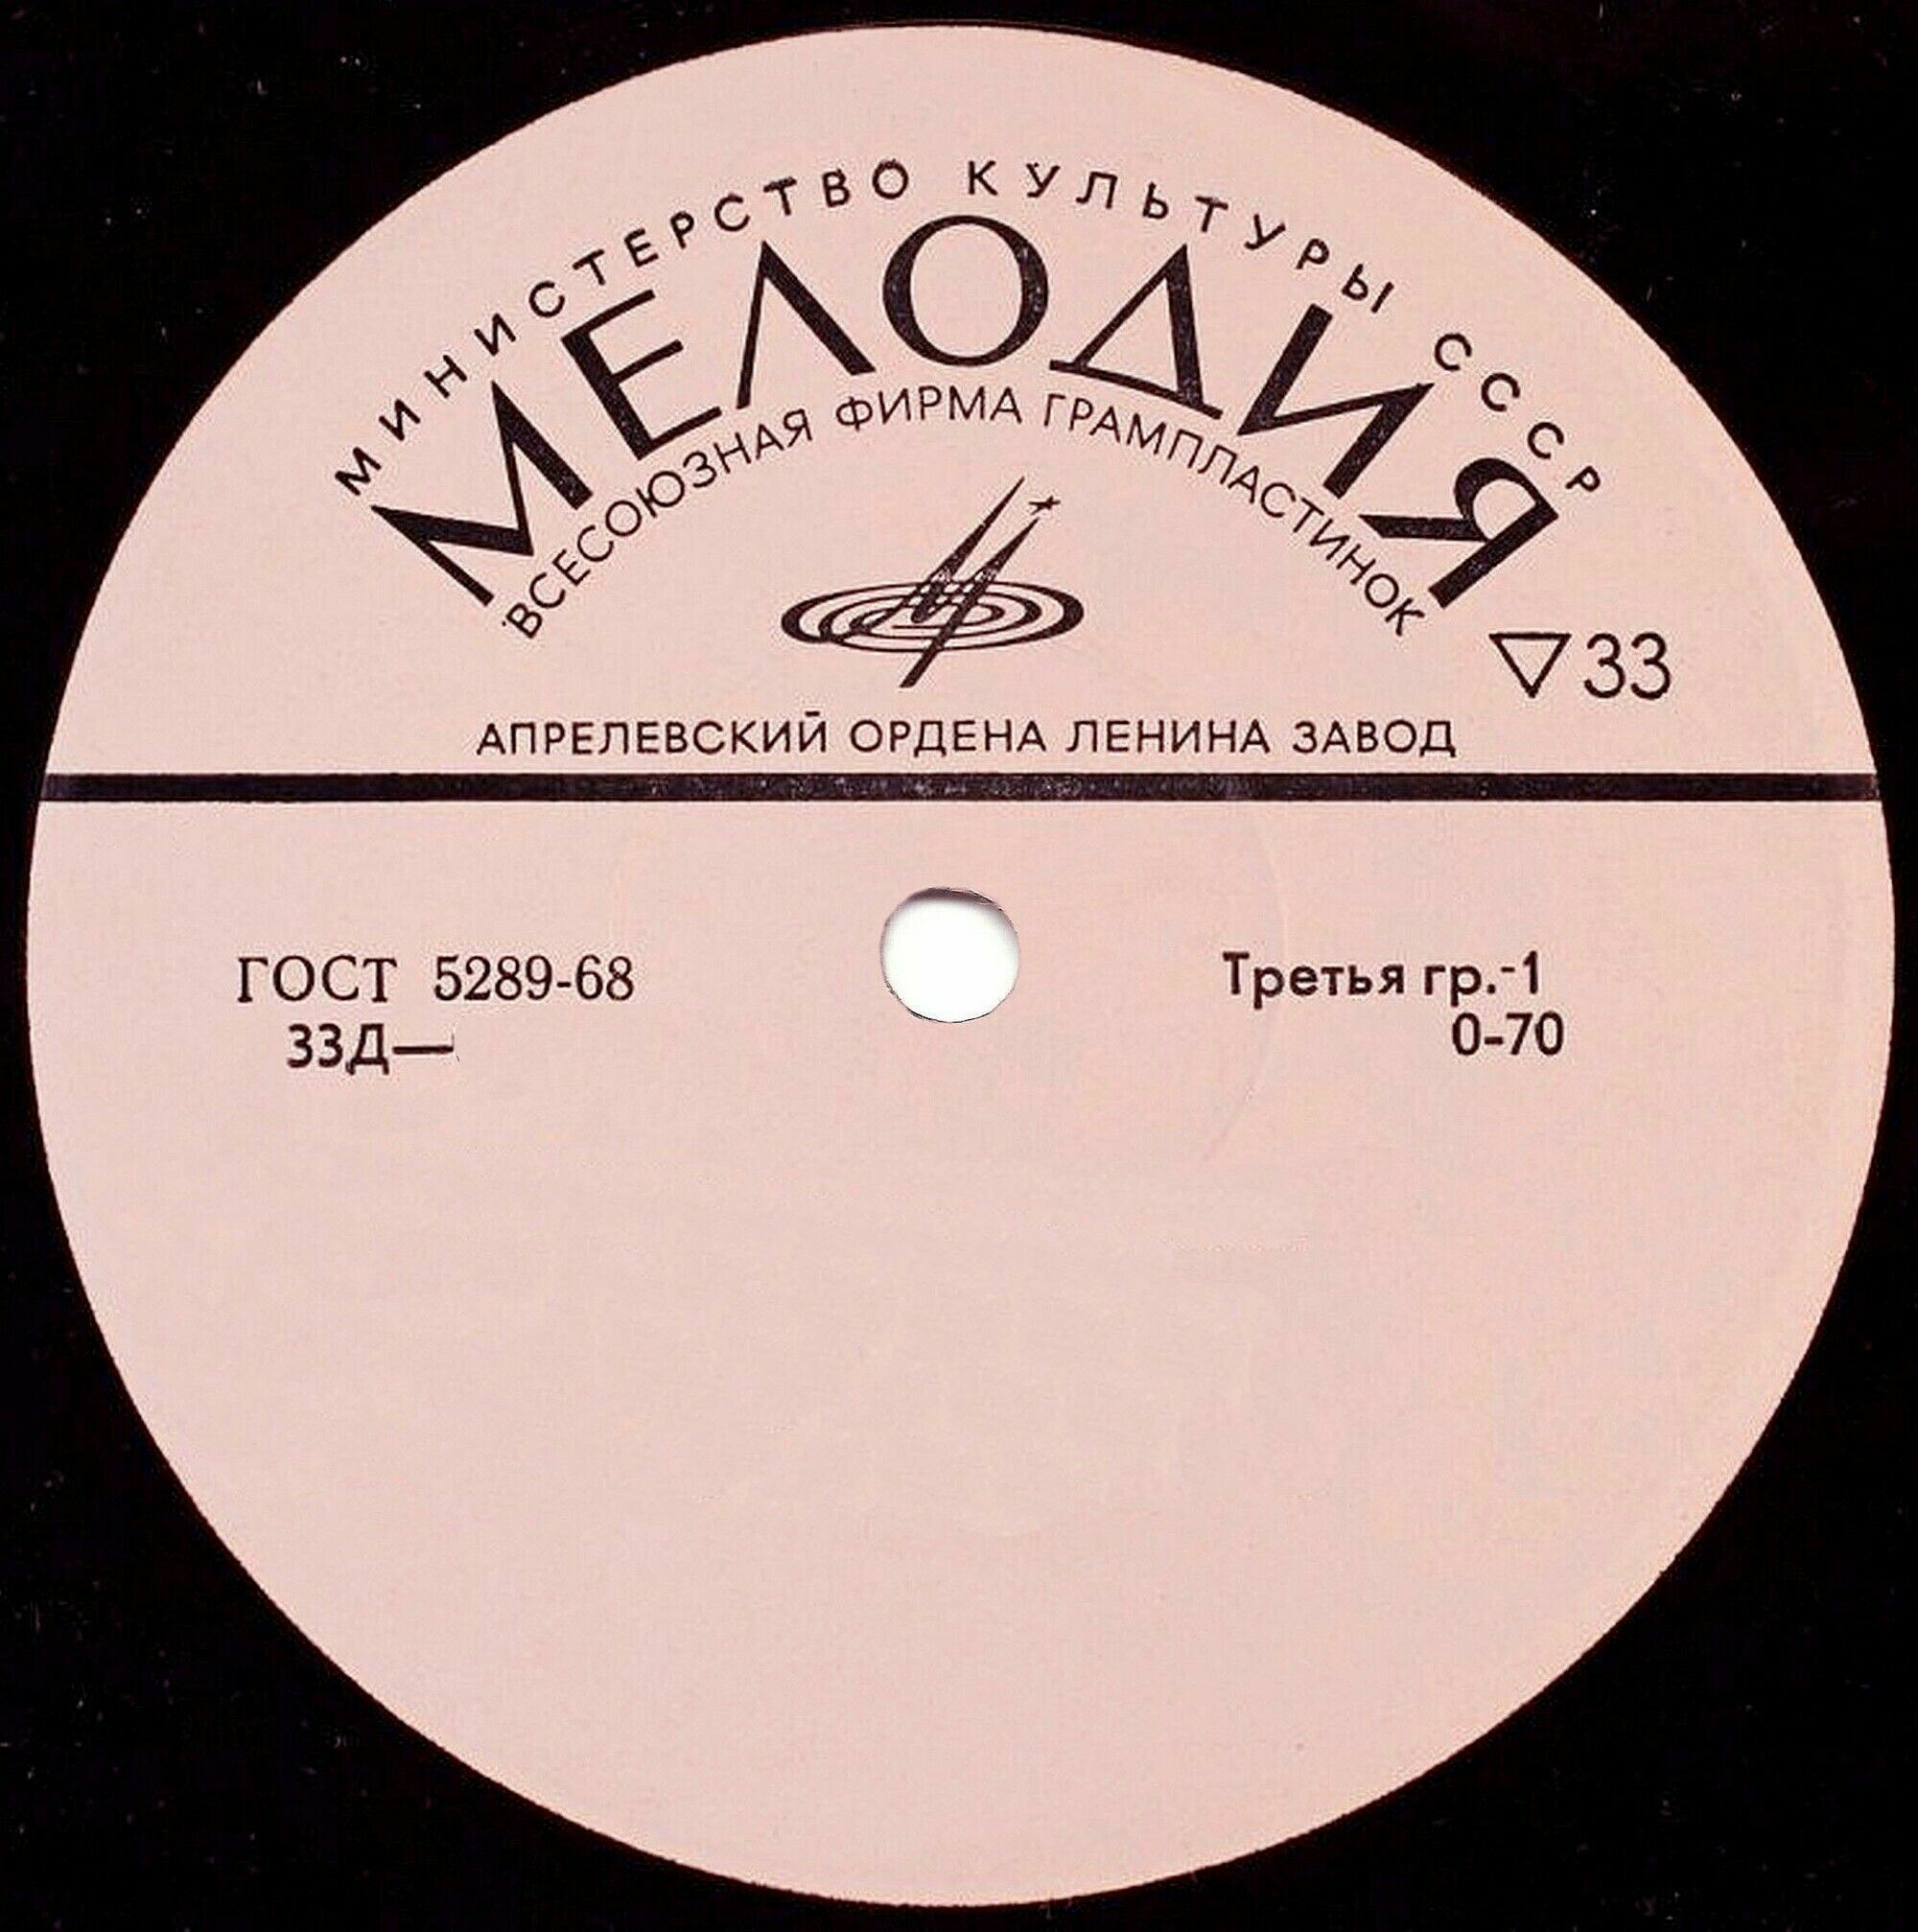 МИНИСТЕРСТВО КУЛЬТУРЫ СССР
МЕЛОДИЯ
ВСЕСОЮЗНАЯ ФИРМА ГРАМПЛАСТИНОК
33
АПРЕЛЕВСКИЙ ОРДЕНА ЛЕНИНА ЗАВОД
ГОСТ 5289-68
33Д—
Третья гр.-1
0-70